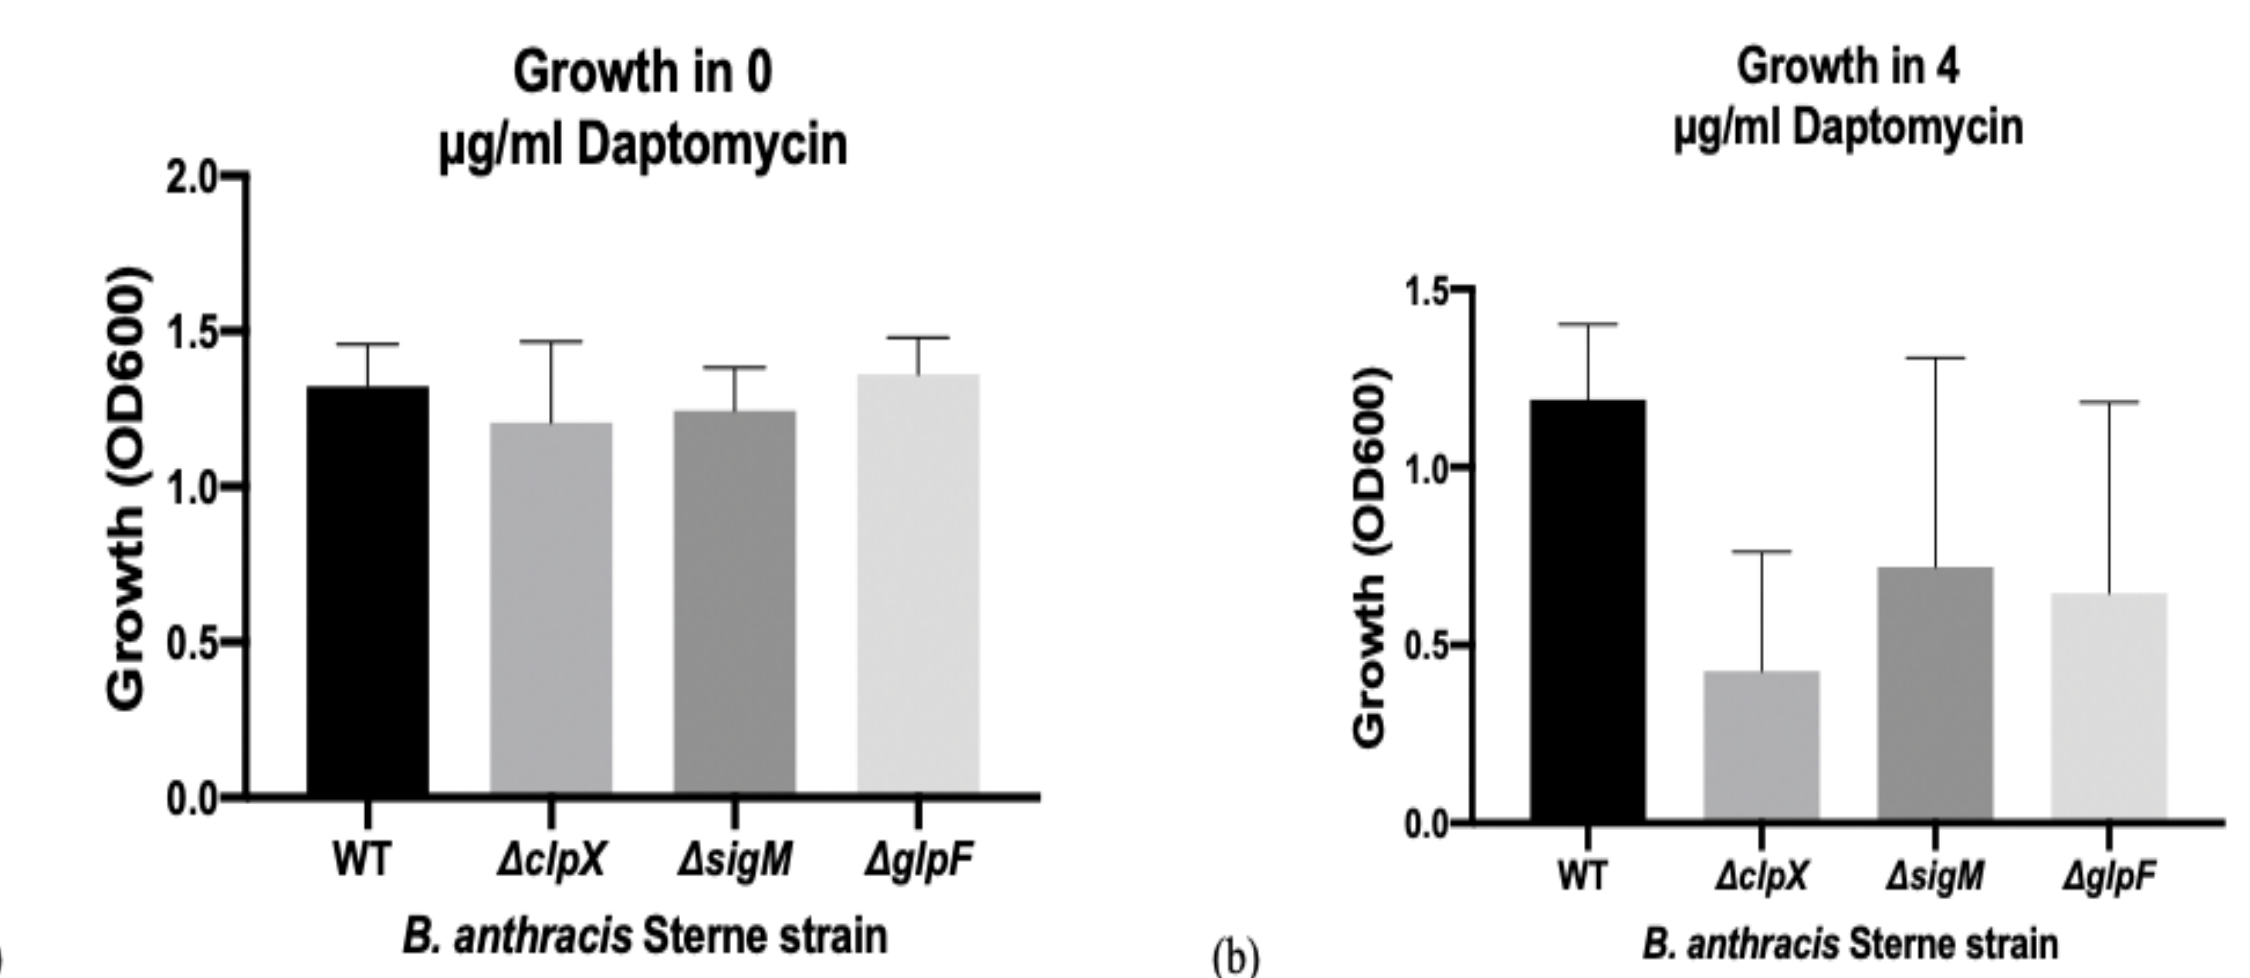 Growth in 0
µg/ml Daptomycin
2.0
1.5
1.0
0.5
0.0
Growth (OD600)
WT ΔclpX ΔsigM ΔglpF
B. anthracis Sterne strain
)
(b)
Growth in 4
µg/ml Daptomycin
1.5
1.0
0.5
0.0
Growth (OD600)
WT ΔclpX ΔsigM ΔglpF
B. anthracis Sterne strain